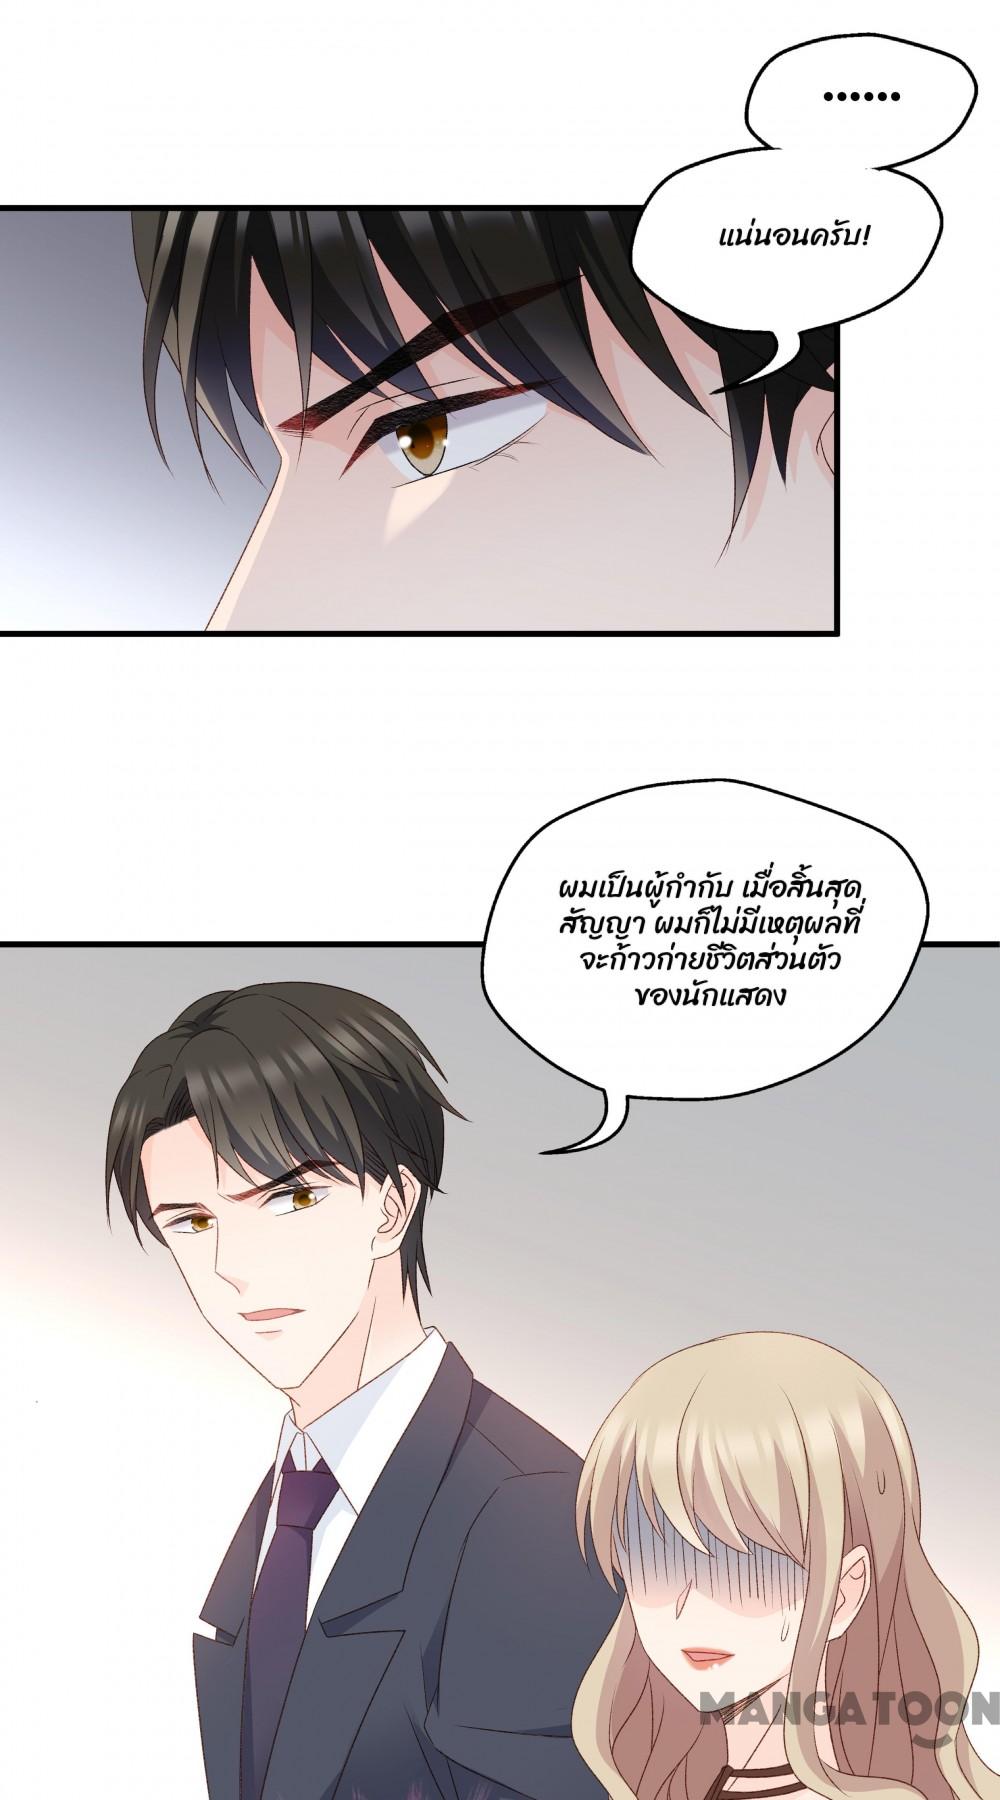 ......
แน่นอนครับ!
ผมเป็นผู้กำกับ เมื่อสิ้นสุด
สัญญา ผมก็ไม่มีเหตุผลที่
จะก้าวก่ายชีวิตส่วนตัว
ของนักแสดง
MANGATOON